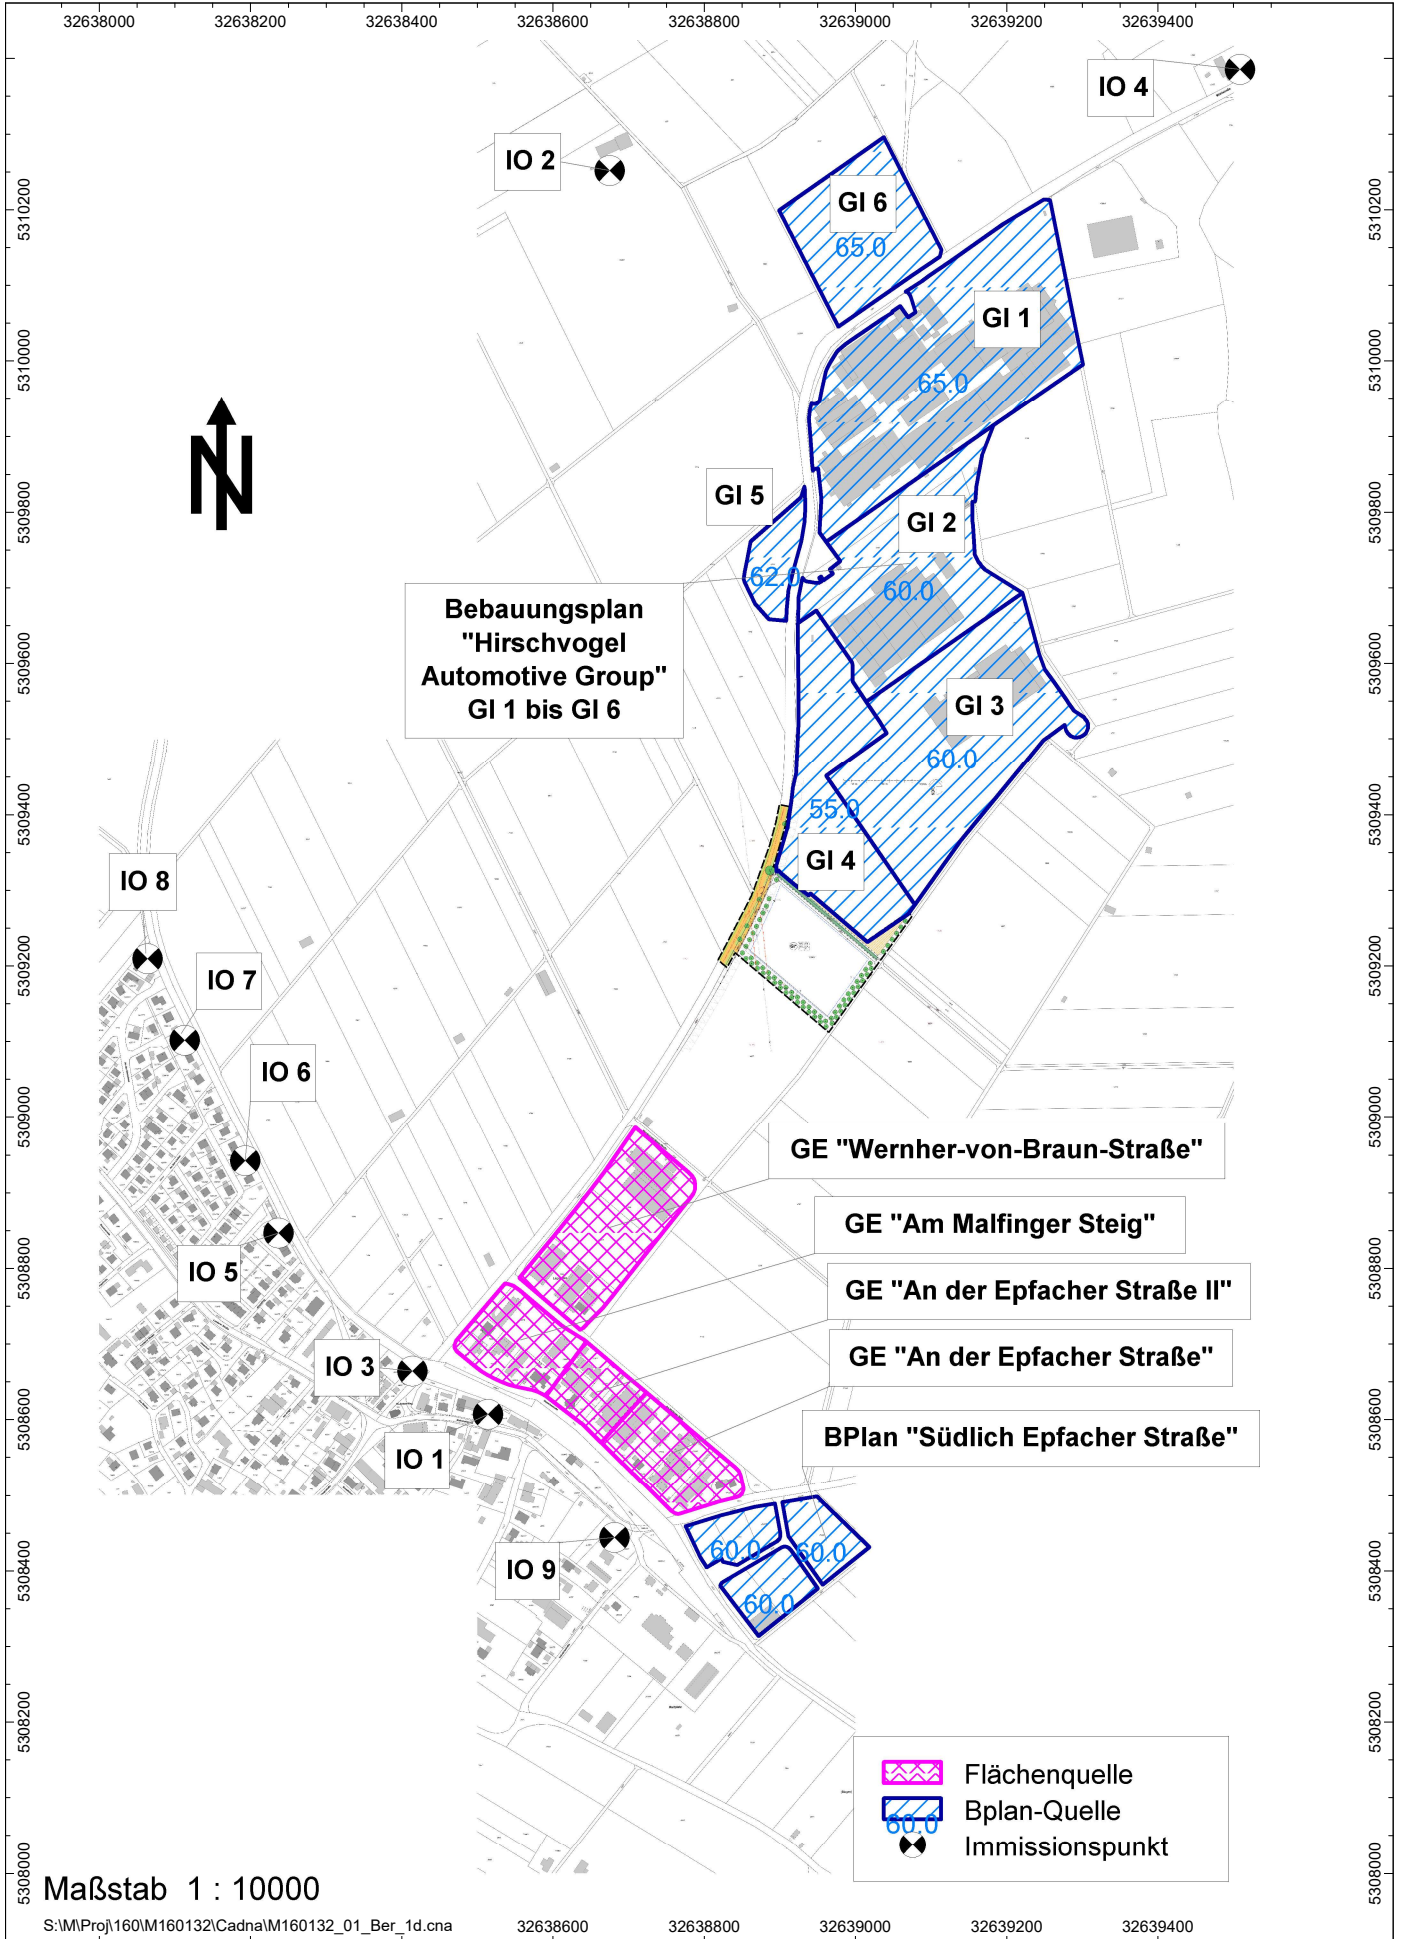 32638000 32638200 32638400 32638600 32638800 32639000 32639200 32639400
IO 4
IO 2
GI 6
65.0
5310200
5310200
GI 1
65.0
5310000
5310000
GI 5
62.0
GI 2
60.0
5309800
5309800
Bebauungsplan
"Hirschvogel
Automotive Group"
GI 1 bis GI 6
5309600
5309600
GI 3
60.0
55.0
GI 4
5309400
5309400
IO 8
IO 7
5309200
5309200
IO 6
5309000
5309000
GE "Wernher-von-Braun-Straße"
GE "Am Malfinger Steig"
IO 5
5308800
5308800
GE "An der Epfacher Straße II"
GE "An der Epfacher Straße"
IO 3
BPlan "Südlich Epfacher Straße"
IO 1
5308600
5308600
IO 9
60.0
60.0
60.0
5308400
5308400
5308200
5308200
Flächenquelle
Bplan-Quelle
60.0
Immissionspunkt
5308000
5308000
Maßstab 1 : 10000
S:\M\Proj\160\M160132\Cadna\M160132_01_Ber_1d.cna
32638600 32638800 32639000 32639200 32639400